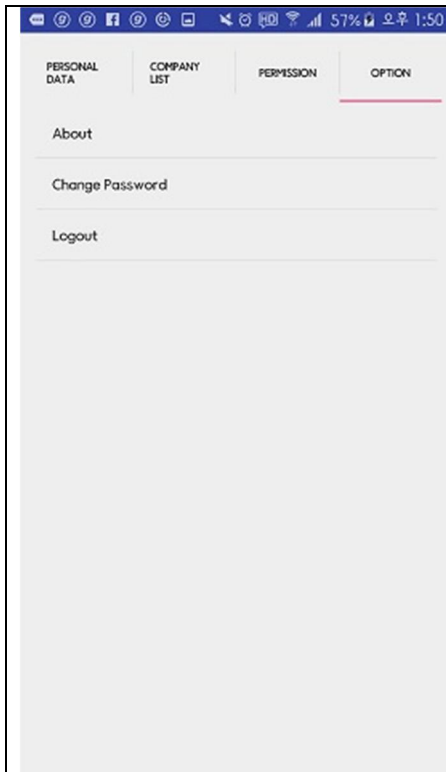 57% 오후 1:50
PERSONAL
DATA
COMPANY
LIST
PERMISSION
OPTION
About
Change Password
Logout